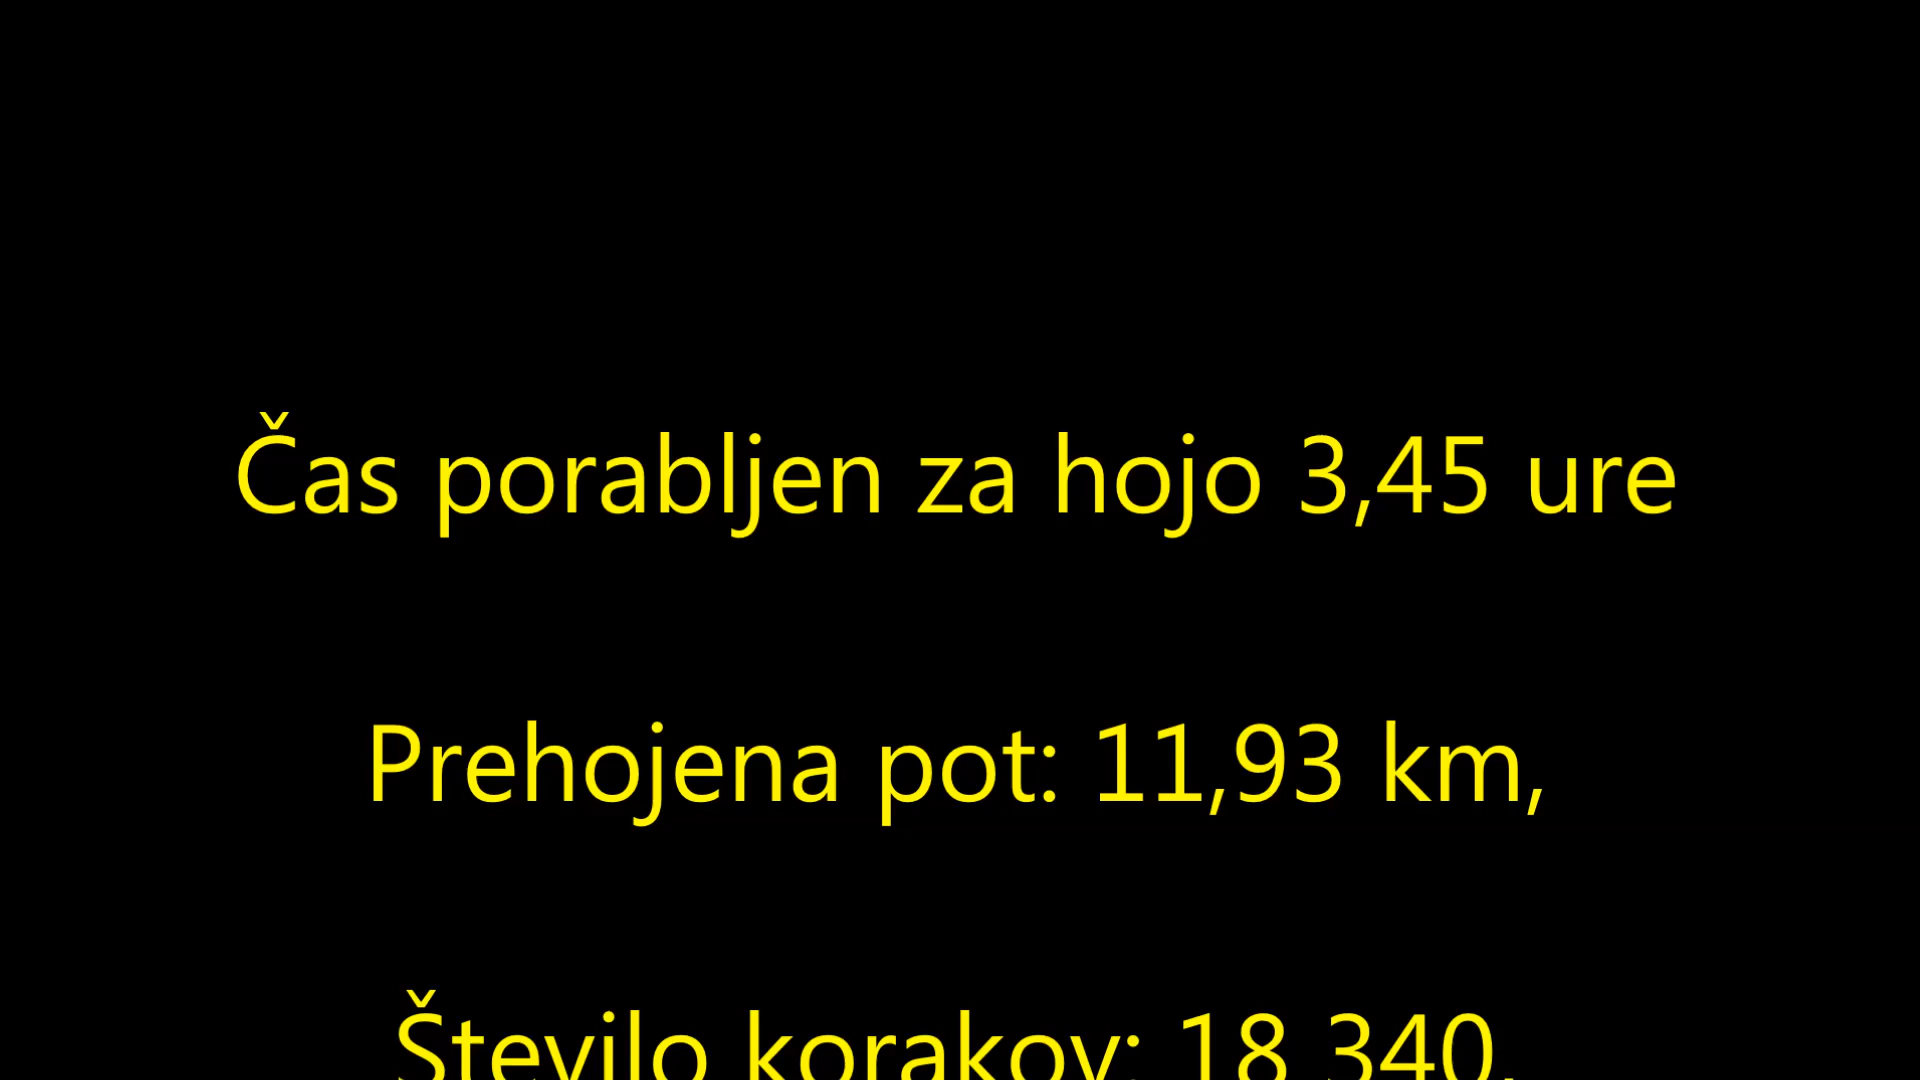 Čas porabljen za hojo 3,45 ure
Prehojena pot: 11,93 km,
Število korakov: 18 340,